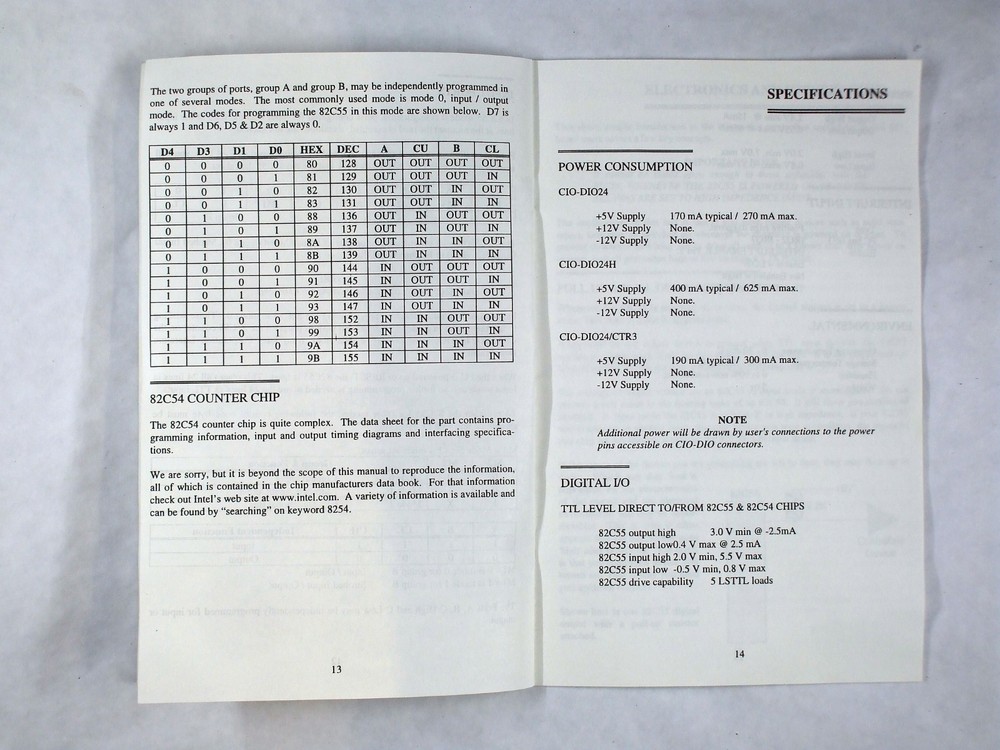 The two groups of ports, group A and group B, may be independently programmed in
one of several modes. The most commonly used mode is mode 0, input / output
mode. The codes for programming the 82C55 in this mode are shown below. D7 is
always 1 and D6, D5 & D2 are always 0.
D4 D3 D1 D0 HEX DEC A CU B CL
0 0 0 0 80 128 OUT OUT OUT OUT
0 0 0 1 81 129 OUT OUT OUT IN
0 0 1 0 82 130 OUT OUT IN OUT
0 0 1 1 83 131 OUT OUT IN IN
0 1 0 0 88 136 OUT IN OUT OUT
0 1 0 1 89 137 OUT IN OUT IN
0 1 1 0 8A 138 OUT IN IN OUT
0 1 1 1 8B 139 OUT IN IN IN
1 0 0 0 90 144 IN OUT OUT OUT
1 0 0 1 91 145 IN OUT OUT IN
1 0 1 0 92 146 IN OUT IN OUT
1 0 1 1 93 147 IN OUT IN IN
1 1 0 0 98 152 IN IN OUT OUT
1 1 0 1 99 153 IN IN OUT IN
1 1 1 0 9A 154 IN IN IN OUT
1 1 1 1 9B 155 IN IN IN IN
82C54 COUNTER CHIP
The 82C54 counter chip is quite complex. The data sheet for the part contains pro-
gramming information, input and output timing diagrams and interfacing specifica-
tions.
We are sorry, but it is beyond the scope of this manual to reproduce the information,
all of which is contained in the chip manufacturers data book. For that information
check out Intel's web site at www.intel.com. A variety of information is available and
can be found by "searching" on keyword 8254.
13
SPECIFICATIONS
POWER CONSUMPTION
CIO-DIO24
+5V Supply 170 mA typical / 270 mA max.
+12V Supply None.
-12V Supply None.
CIO-DIO24H
+5V Supply 400 mA typical / 625 mA max.
+12V Supply None.
-12V Supply None.
CIO-DIO24/CTR3
+5V Supply 190 mA typical / 300 mA max.
+12V Supply None.
-12V Supply None.
NOTE
Additional power will be drawn by user's connections to the power
pins accessible on CIO-DIO connectors.
DIGITAL I/O
TTL LEVEL DIRECT TO/FROM 82C55 & 82C54 CHIPS
82C55 output high 3.0 V min @ -2.5mA
82C55 output low0.4 V max @ 2.5 mA
82C55 input high 2.0 V min, 5.5 V max
82C55 input low -0.5 V min, 0.8 V max
82C55 drive capability 5 LSTTL loads
14